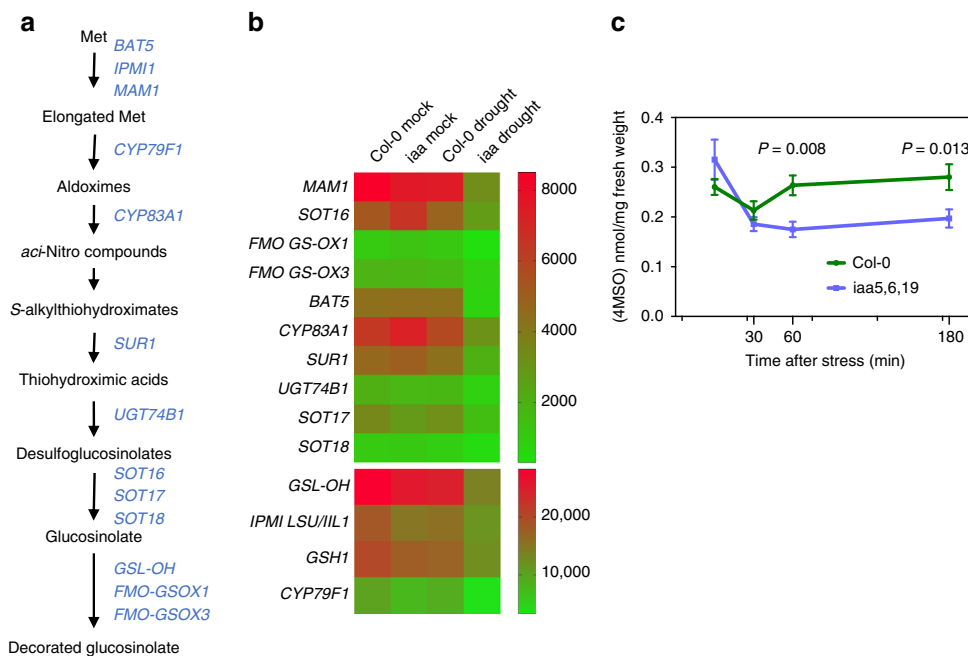 a
Met
BAT5
IPMI1
MAM1
Elongated Met
CYP79F1
Aldoximes
CYP83A1
aci-Nitro compounds
S-alkylthiohydroximates
SUR1
Thiohydroximic acids
UGT74B1
Desulfoglucosinolates
SOT16
SOT17
SOT18
Glucosinolate
GSL-OH
FMO-GSOX1
FMO-GSOX3
Decorated glucosinolate
b
Col-0 mock
iaa mock
Col-0 drought
iaa drought
MAM1
SOT16
FMO GS-OX1
FMO GS-OX3
BAT5
CYP83A1
SUR1
UGT74B1
SOT17
SOT18
8000
6000
4000
2000
GSL-OH
IPMI LSU/IIL1
GSH1
CYP79F1
20,000
10,000
c
(4MSO) nmol/mg fresh weight
0.4
0.3
0.2
0.1
0.0
P = 0.008
P = 0.013
Col-0
iaa5,6,19
30
60
180
Time after stress (min)